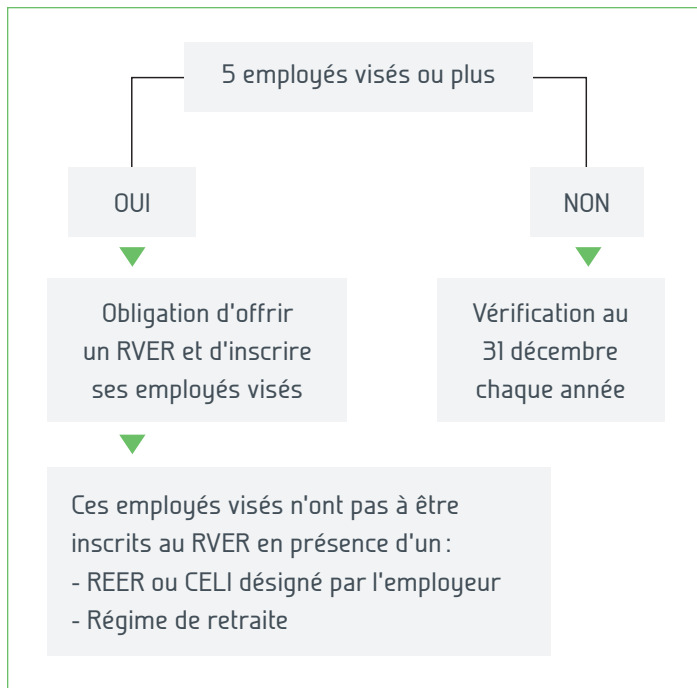 5 employés visés ou plus
OUI
NON
Obligation d'offrir
un RVER et d'inscrire
ses employés visés
Vérification au
31 décembre
chaque année
Ces employés visés n'ont pas à être
inscrits au RVER en présence d'un :
- REER ou CELI désigné par l'employeur
- Régime de retraite